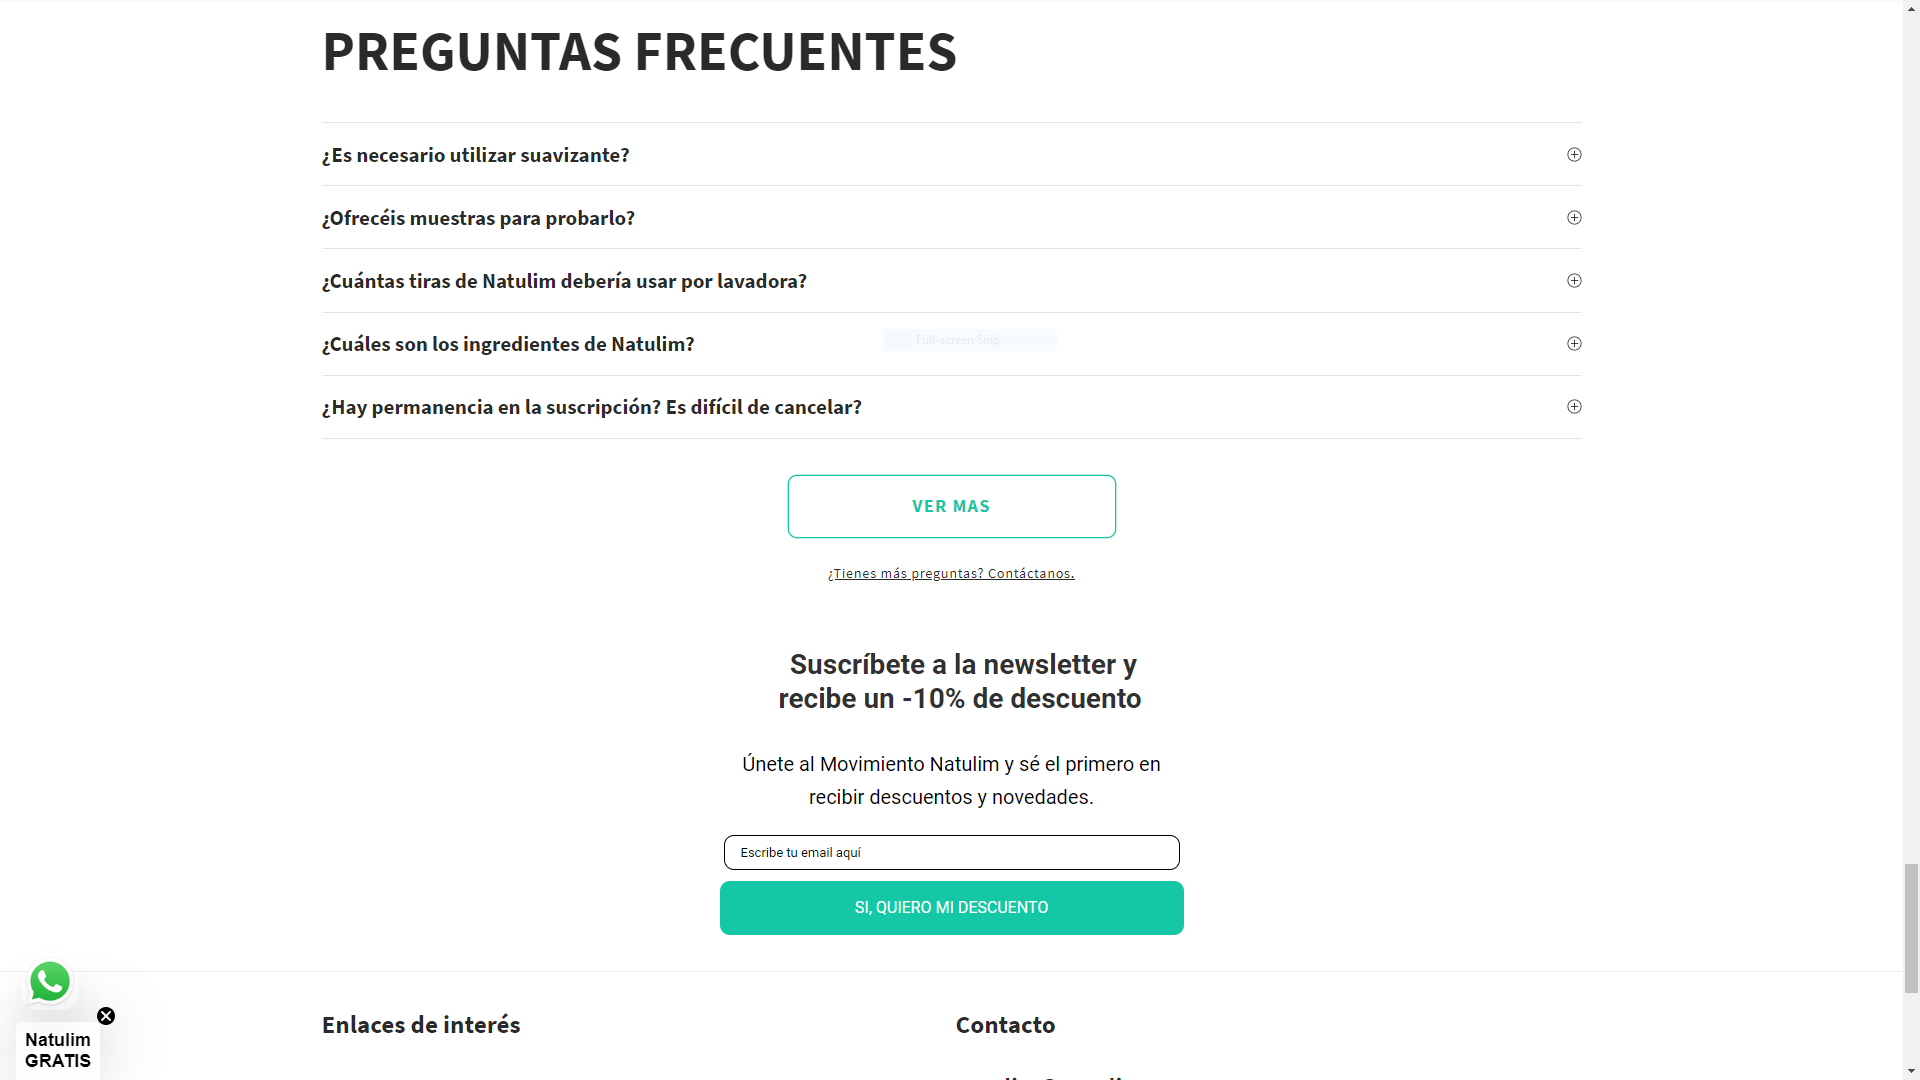 PREGUNTAS FRECUENTES
¿Es necesario utilizar suavizante?
¿Ofrecéis muestras para probarlo?
¿Cuántas tiras de Natulim debería usar por lavadora?
¿Cuáles son los ingredientes de Natulim?
Full-screen Snip
¿Hay permanencia en la suscripción? Es difícil de cancelar?
VER MAS
¿Tienes más preguntas? Contáctanos.
Suscríbete a la newsletter y
recibe un -10% de descuento
Únete al Movimiento Natulim y sé el primero en
recibir descuentos y novedades.
Escribe tu email aquí
SI, QUIERO MI DESCUENTO
Natulim
GRATIS
Enlaces de interés
Contacto